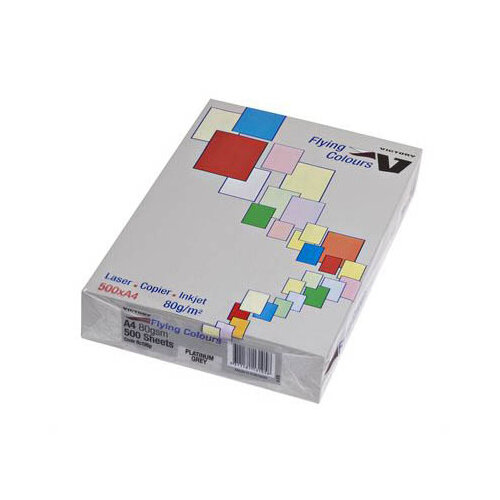 VICTORY
Flying
Colours
Laser . Copier . Inkjet
500xA4
80g/m²
VICTORY
Flying Colours
A4 80gsm
500 Sheets
PLATINUM
GREY